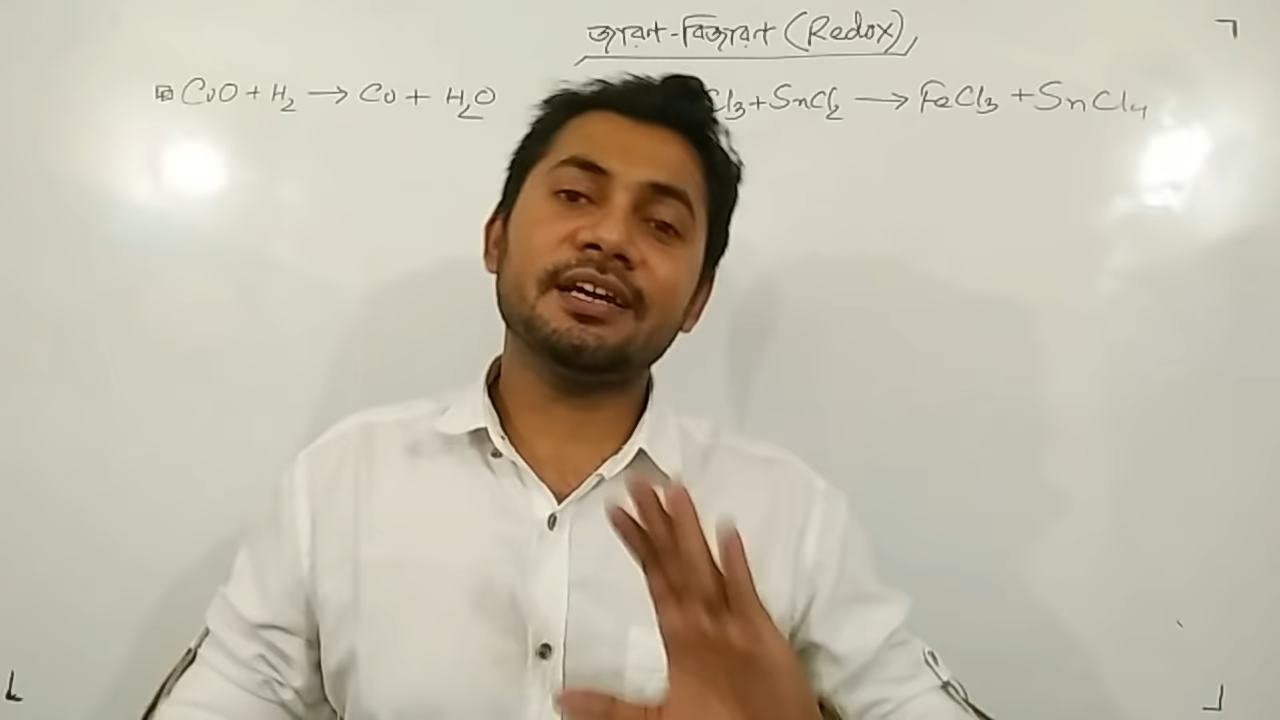 জারণ-বিজারণ (Redox)
CuO + H₂ → Cu + H₂O
Cl₃ + SnCl₂ → FeCl₃ + SnCl₄